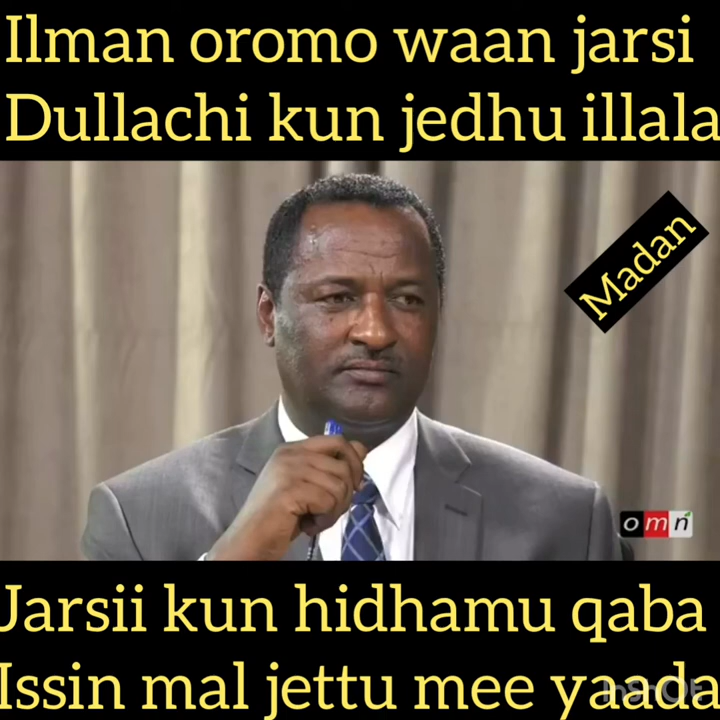 Ilman oromo waan jarsi
Dullachi kun jedhu illala
Madan
omn
Jarsii kun hidhamu qaba
Issin mal jettu mee yaada
InShOt